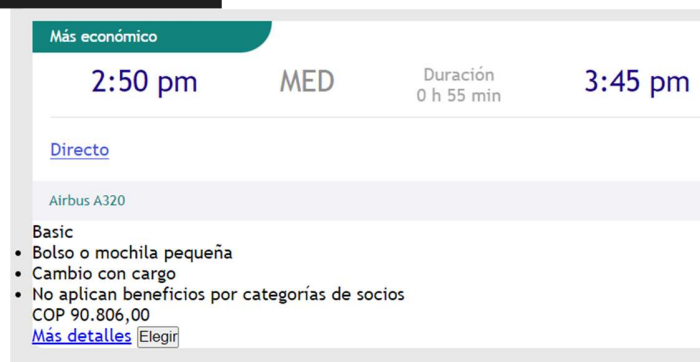 Más económico
2:50 pm MED Duración 3:45 pm
0 h 55 min
Directo
Airbus A320
Basic
• Bolso o mochila pequeña
• Cambio con cargo
• No aplican beneficios por categorías de socios
COP 90.806,00
Más detalles Elegir